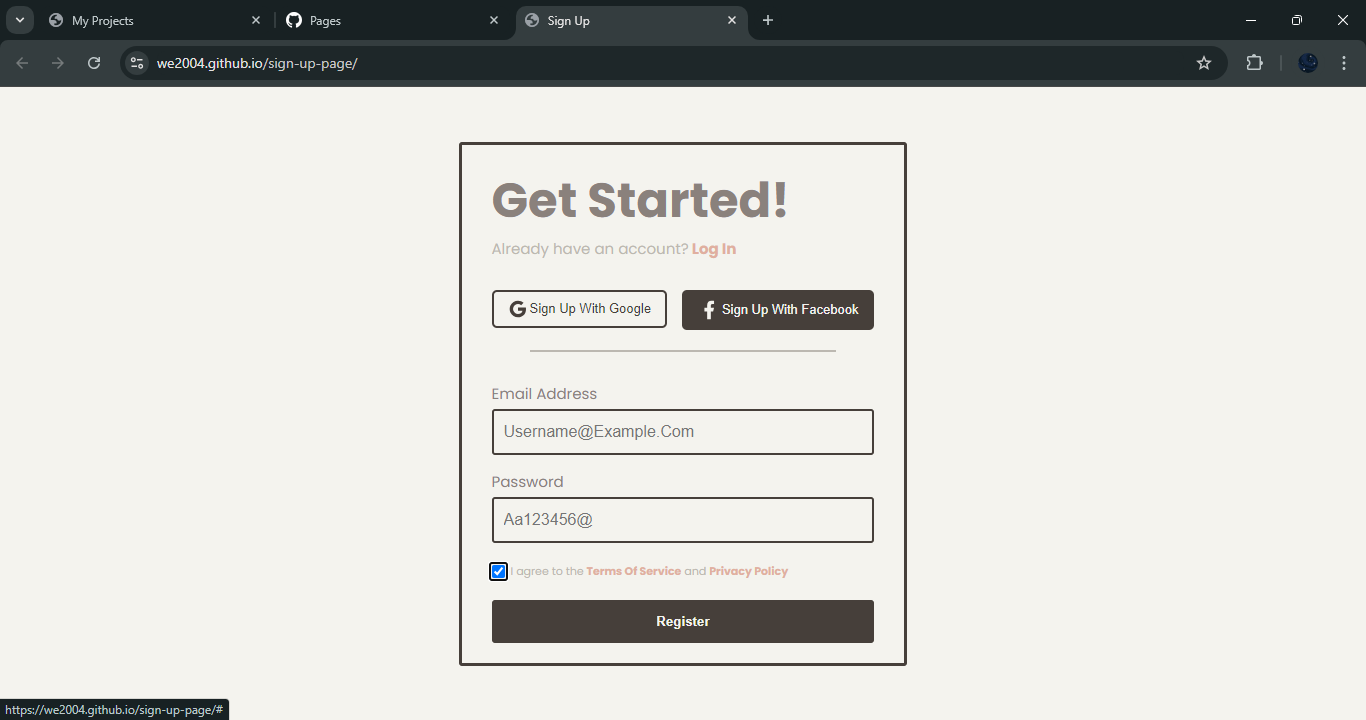 My Projects
Pages
Sign Up
we2004.github.io/sign-up-page/
Get Started!
Already have an account? Log In
Sign Up With Google
Sign Up With Facebook
Email Address
Username@Example.Com
Password
Aa123456@
I agree to the Terms Of Service and Privacy Policy
Register
https://we2004.github.io/sign-up-page/#